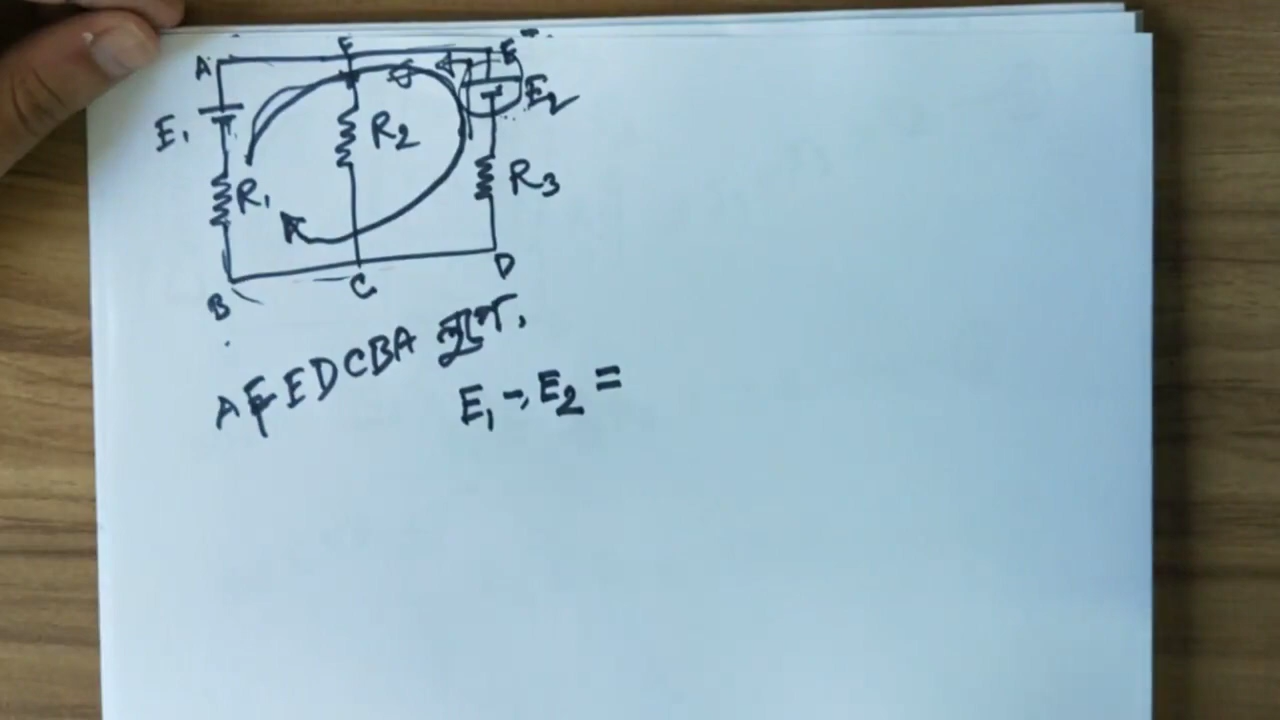 A F E
E₁ E₂
R₂
R₁ R₃
B C D
AFEDCBA
E₁ - E₂ =